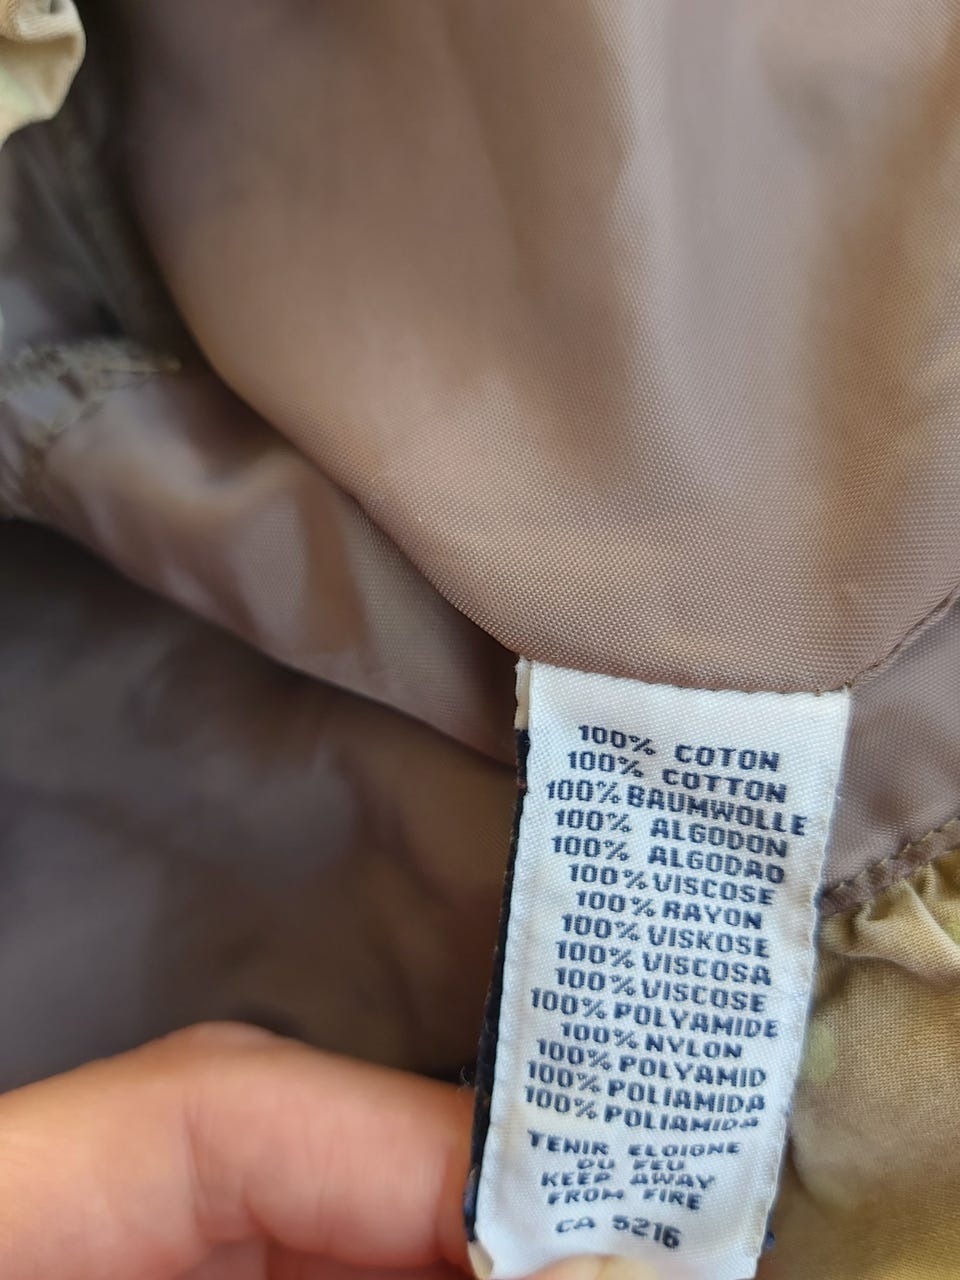 100% COTON
100% COTTON
100% BAUMWOLLE
100% ALGODON
100% ALGODAO
100% VISCOSE
100% RAYON
100% VISKOSE
100% VISCOSA
100% VISCOSE
100% POLYAMIDE
100% NYLON
100% POLYAMID
100% POLIAMIDA
100% POLIAMIDA
TENIR ELOIGNE
DU FEU
KEEP AWAY
FROM FIRE
CA 5216